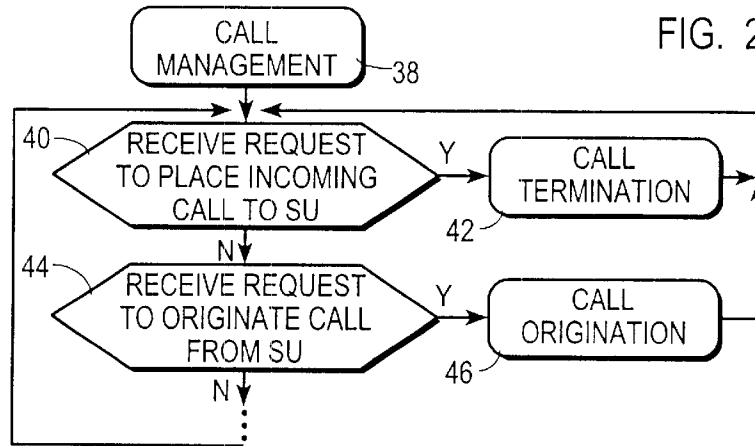 FIG. 2
CALL
MANAGEMENT
38
40
RECEIVE REQUEST
TO PLACE INCOMING
CALL TO SU
Y
CALL
TERMINATION
42
N
44
RECEIVE REQUEST
TO ORIGINATE CALL
FROM SU
Y
CALL
ORIGINATION
46
N